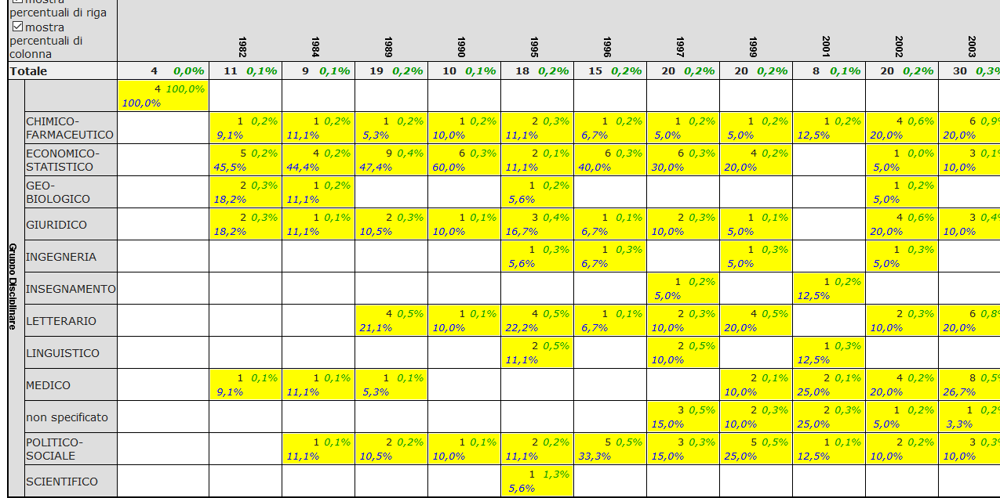 mostra
percentuali di riga
mostra
percentuali di
colonna
1982 1984 1989 1990 1995 1996 1997 1999 2001 2002 2003
Totale 4 0,0% 11 0,1% 9 0,1% 19 0,2% 10 0,1% 18 0,2% 15 0,2% 20 0,2% 20 0,2% 8 0,1% 20 0,2% 30 0,3%
Gruppo Disciplinare
4 100,0%
100,0%
CHIMICO-
FARMACEUTICO
1 0,2% 1 0,2% 1 0,2% 1 0,2% 2 0,3% 1 0,2% 1 0,2% 1 0,2% 1 0,2% 4 0,6% 6 0,9%
9,1% 11,1% 5,3% 10,0% 11,1% 6,7% 5,0% 5,0% 12,5% 20,0% 20,0%
ECONOMICO-
STATISTICO
5 0,2% 4 0,2% 9 0,4% 6 0,3% 2 0,1% 6 0,3% 6 0,3% 4 0,2% 1 0,0% 3 0,1%
45,5% 44,4% 47,4% 60,0% 11,1% 40,0% 30,0% 20,0% 5,0% 10,0%
GEO-
BIOLOGICO
2 0,3% 1 0,2% 1 0,2% 1 0,2%
18,2% 11,1% 5,6% 5,0%
GIURIDICO
2 0,3% 1 0,1% 2 0,3% 1 0,1% 3 0,4% 1 0,1% 2 0,3% 1 0,1% 4 0,6% 3 0,4%
18,2% 11,1% 10,5% 10,0% 16,7% 6,7% 10,0% 5,0% 20,0% 10,0%
INGEGNERIA
1 0,3% 1 0,3% 1 0,3% 1 0,3%
5,6% 6,7% 5,0% 5,0%
INSEGNAMENTO
1 0,2% 1 0,2%
5,0% 12,5%
LETTERARIO
4 0,5% 1 0,1% 4 0,5% 1 0,1% 2 0,3% 4 0,5% 2 0,3% 6 0,8%
21,1% 10,0% 22,2% 6,7% 10,0% 20,0% 10,0% 20,0%
LINGUISTICO
2 0,5% 2 0,5% 1 0,3%
11,1% 10,0% 12,5%
MEDICO
1 0,1% 1 0,1% 1 0,1% 2 0,1% 2 0,1% 4 0,2% 8 0,5%
9,1% 11,1% 5,3% 10,0% 25,0% 20,0% 26,7%
non specificato
3 0,5% 2 0,3% 2 0,3% 1 0,2% 1 0,2%
15,0% 10,0% 25,0% 5,0% 3,3%
POLITICO-
SOCIALE
1 0,1% 2 0,2% 1 0,1% 2 0,2% 5 0,5% 3 0,3% 5 0,5% 1 0,1% 2 0,2% 3 0,3%
11,1% 10,5% 10,0% 11,1% 33,3% 15,0% 25,0% 12,5% 10,0% 10,0%
SCIENTIFICO
1 1,3%
5,6%